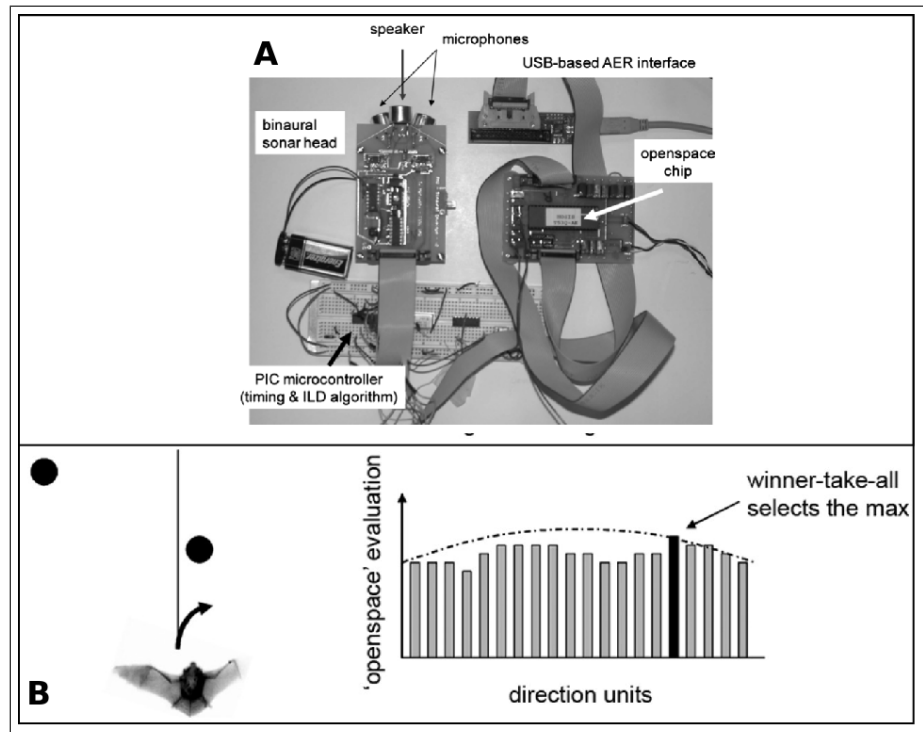 A
speaker
microphones
USB-based AER interface
binaural
sonar head
openspace
chip
Energizer
PIC microcontroller
(timing & ILD algorithm)
B
'openspace' evaluation
winner-take-all
selects the max
direction units